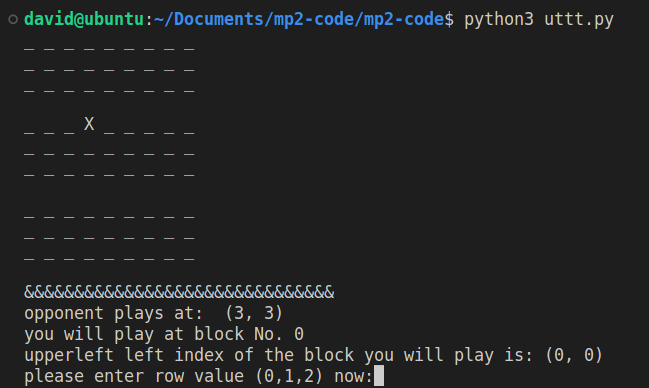 david@ubuntu:~/Documents/mp2-code/mp2-code$ python3 uttt.py
_ _ _ _ _ _ _ _ _
_ _ _ _ _ _ _ _ _
_ _ _ _ _ _ _ _ _
_ _ _ X _ _ _ _ _
_ _ _ _ _ _ _ _ _
_ _ _ _ _ _ _ _ _
_ _ _ _ _ _ _ _ _
_ _ _ _ _ _ _ _ _
_ _ _ _ _ _ _ _ _
&&&&&&&&&&&&&&&&&&&&&&&&&&&&&&&
opponent plays at:  (3, 3)
you will play at block No. 0
upperleft left index of the block you will play is: (0, 0)
please enter row value (0,1,2) now: